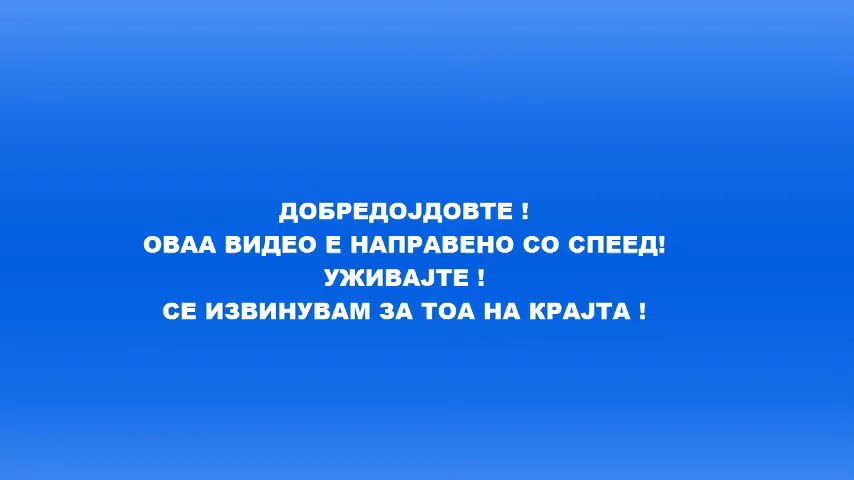 ДОБРЕДОЈДОВТЕ !
ОВАА ВИДЕО Е НАПРАВЕНО СО СПЕЕД!
УЖИВАЈТЕ !
СЕ ИЗВИНУВАМ ЗА ТОА НА КРАЈТА !